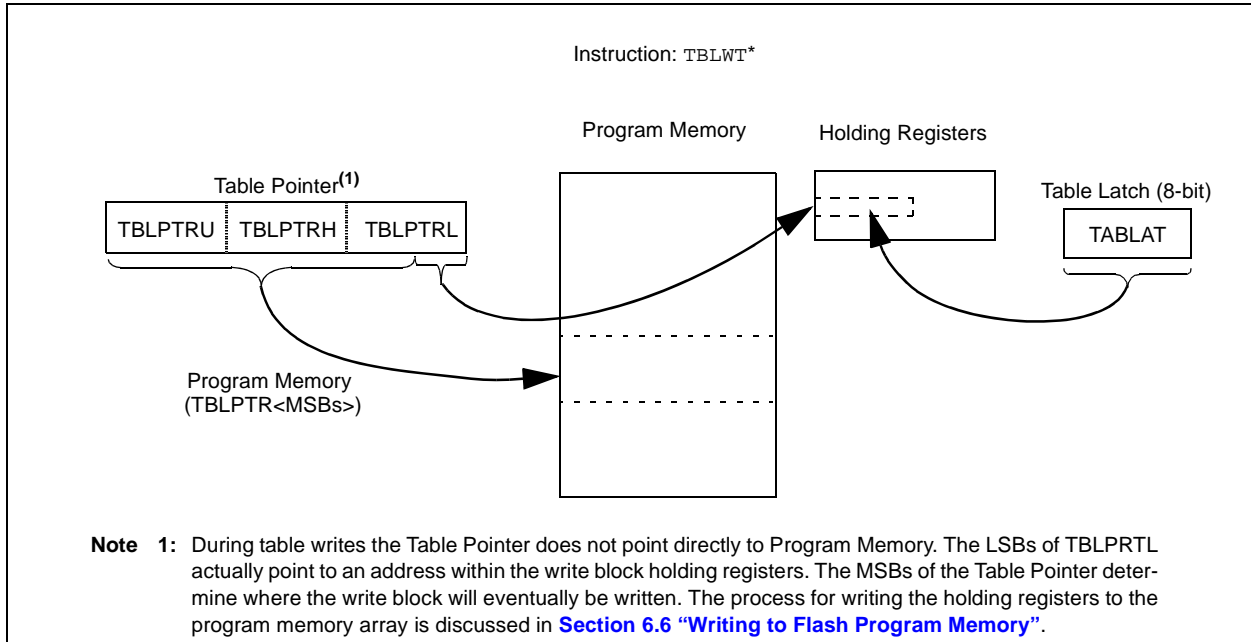 Instruction: TBLWT*
Program Memory
Holding Registers
Table Pointer(1)
Table Latch (8-bit)
TBLPTRU TBLPTRH TBLPTRL
TABLAT
Program Memory
(TBLPTR<MSBs>)
Note 1: During table writes the Table Pointer does not point directly to Program Memory. The LSBs of TBLPRTL
actually point to an address within the write block holding registers. The MSBs of the Table Pointer deter-
mine where the write block will eventually be written. The process for writing the holding registers to the
program memory array is discussed in Section 6.6 “Writing to Flash Program Memory”.